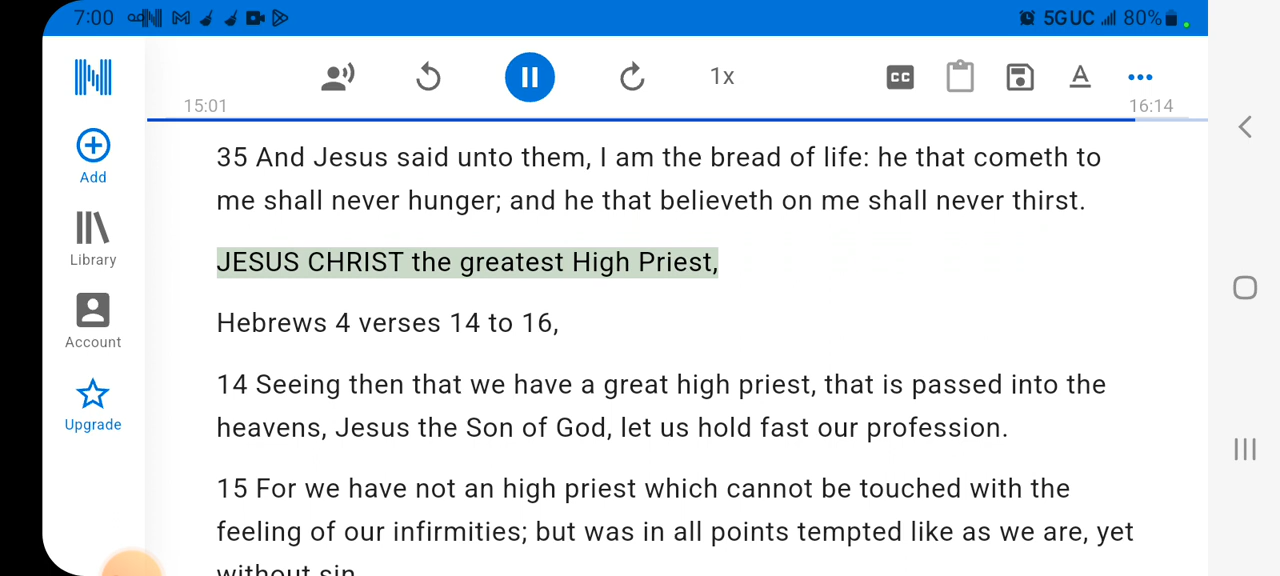 7:00
5G UC 80%
CC
A
1x
15:01
16:14
Add
Library
Account
Upgrade
35 And Jesus said unto them, I am the bread of life: he that cometh to
me shall never hunger; and he that believeth on me shall never thirst.
JESUS CHRIST the greatest High Priest,
Hebrews 4 verses 14 to 16,
14 Seeing then that we have a great high priest, that is passed into the
heavens, Jesus the Son of God, let us hold fast our profession.
15 For we have not an high priest which cannot be touched with the
feeling of our infirmities; but was in all points tempted like as we are, yet
without sin